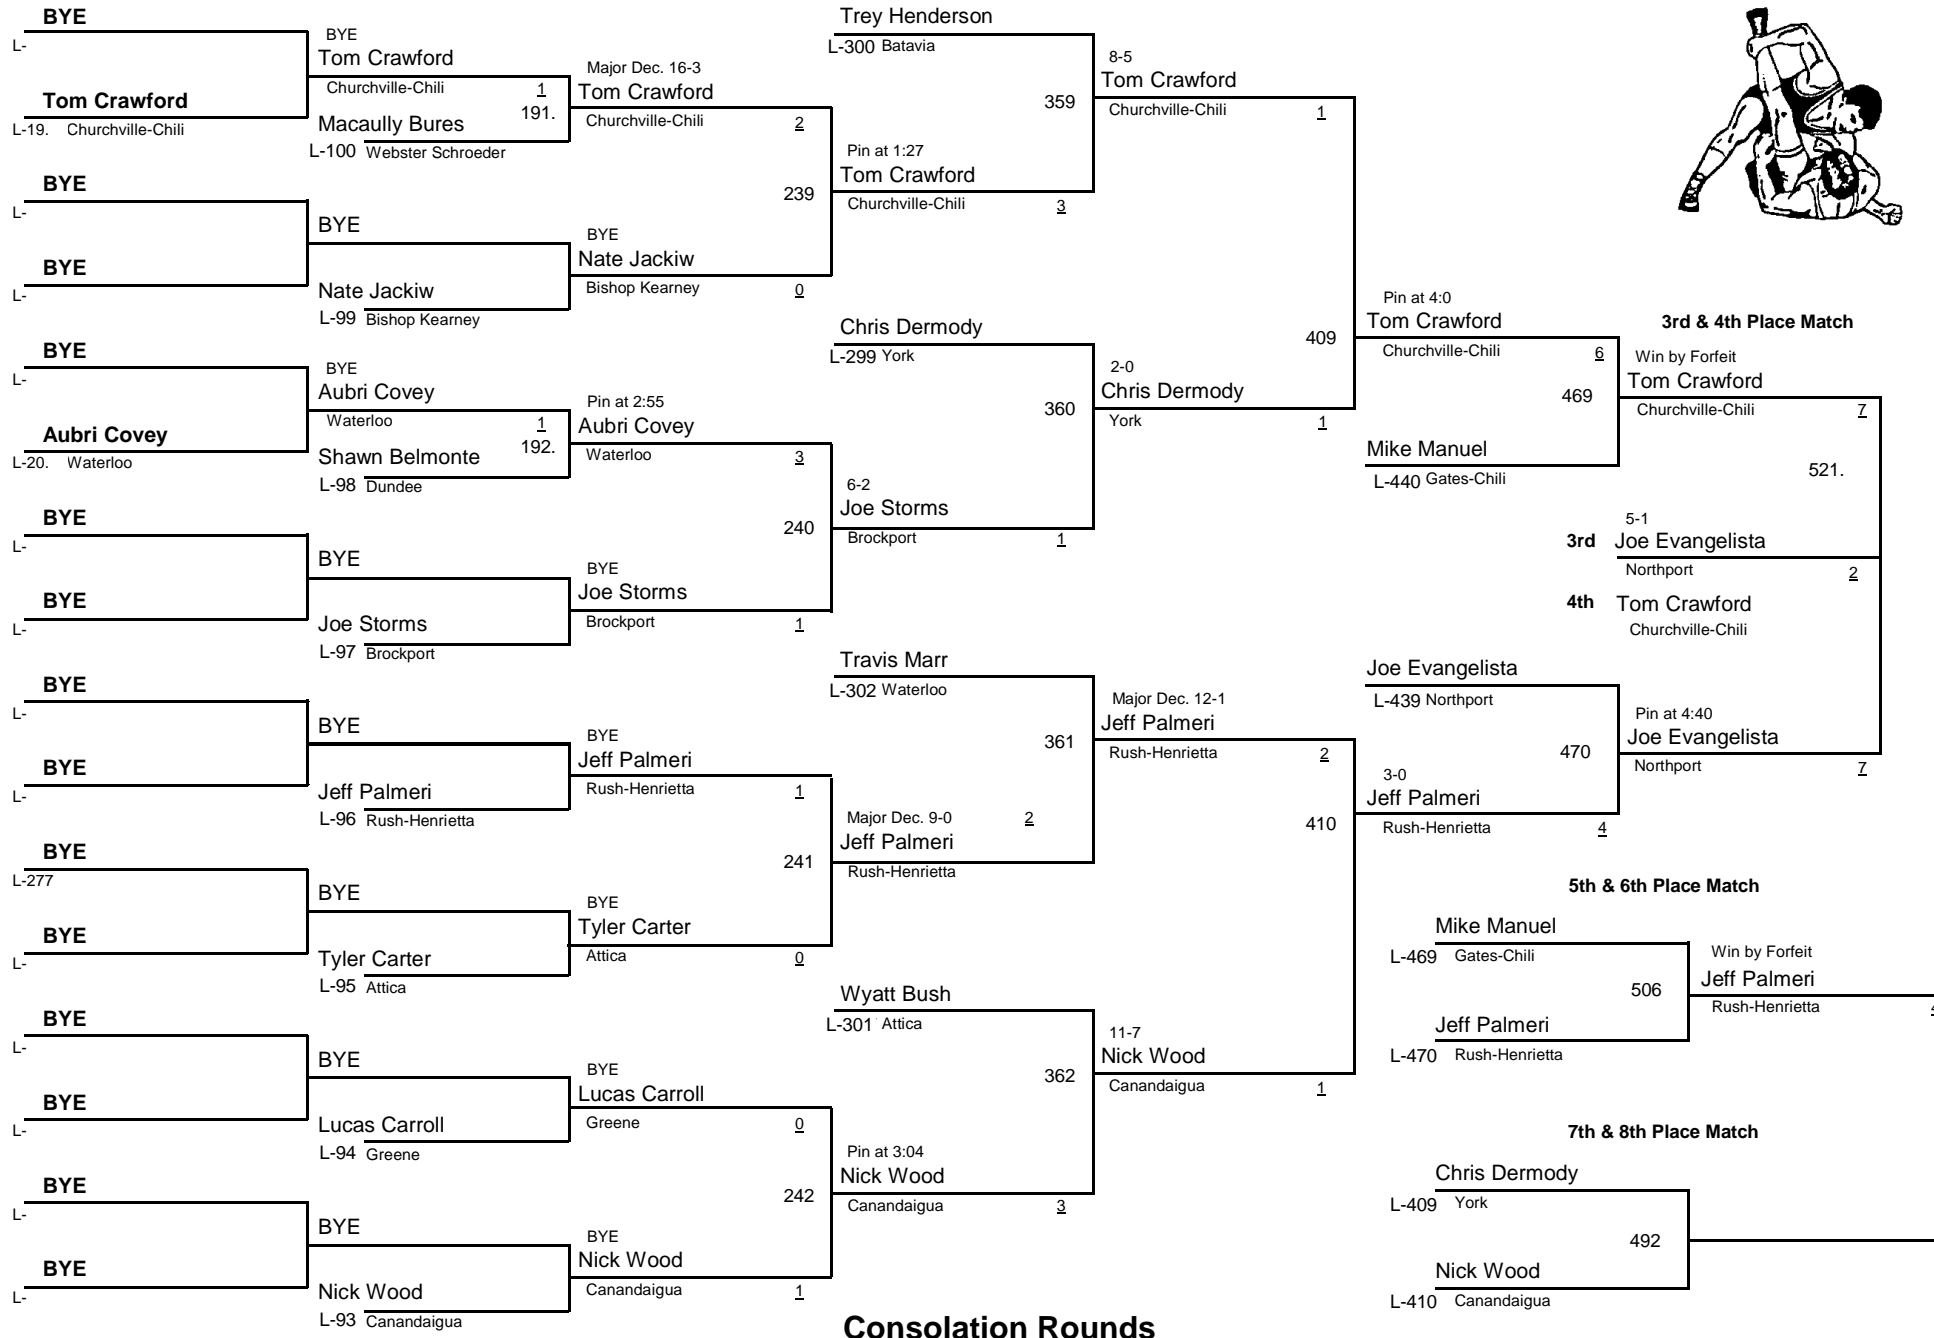 BYE
L-
Tom Crawford
L-19. Churchville-Chili
BYE
L-
BYE
L-
BYE
L-
Aubri Covey
L-20. Waterloo
BYE
L-
BYE
L-
BYE
L-
BYE
L-
BYE
L-277
BYE
L-
BYE
L-
BYE
L-
BYE
L-
BYE
L-
BYE
Tom Crawford
Churchville-Chili 1
191.
Macaully Bures
L-100 Webster Schroeder
BYE
Nate Jackiw
L-99 Bishop Kearney
BYE
Aubri Covey
Waterloo 1
192.
Shawn Belmonte
L-98 Dundee
BYE
Joe Storms
L-97 Brockport
BYE
Jeff Palmeri
L-96 Rush-Henrietta
BYE
Tyler Carter
L-95 Attica
BYE
Lucas Carroll
L-94 Greene
BYE
Nick Wood
L-93 Canandaigua
Major Dec. 16-3
Tom Crawford
Churchville-Chili 2
239
BYE
Nate Jackiw
Bishop Kearney 0
Pin at 2:55
Aubri Covey
Waterloo 3
240
BYE
Joe Storms
Brockport 1
BYE
Jeff Palmeri
Rush-Henrietta 1
241
BYE
Tyler Carter
Attica 0
BYE
Lucas Carroll
Greene 0
242
BYE
Nick Wood
Canandaigua 1
Trey Henderson
L-300 Batavia
359
Pin at 1:27
Tom Crawford
Churchville-Chili 3
Chris Dermody
L-299 York
360
6-2
Joe Storms
Brockport 1
Travis Marr
L-302 Waterloo
361
Major Dec. 9-0 2
Jeff Palmeri
Rush-Henrietta
Wyatt Bush
L-301 Attica
362
Pin at 3:04
Nick Wood
Canandaigua 3
8-5
Tom Crawford
Churchville-Chili 1
409
2-0
Chris Dermody
York 1
Major Dec. 12-1
Jeff Palmeri
Rush-Henrietta 2
410
11-7
Nick Wood
Canandaigua 1
Pin at 4:0
Tom Crawford
Churchville-Chili 6
469
Mike Manuel
L-440 Gates-Chili
Joe Evangelista
L-439 Northport
470
3-0
Jeff Palmeri
Rush-Henrietta 4
3rd & 4th Place Match
Win by Forfeit
Tom Crawford
Churchville-Chili 7
521.
5-1
3rd Joe Evangelista
Northport 2
4th Tom Crawford
Churchville-Chili
Pin at 4:40
Joe Evangelista
Northport 7
5th & 6th Place Match
Mike Manuel
L-469 Gates-Chili
506
Jeff Palmeri
L-470 Rush-Henrietta
Win by Forfeit
Jeff Palmeri
Rush-Henrietta
7th & 8th Place Match
Chris Dermody
L-409 York
492
Nick Wood
L-410 Canandaigua
Consolation Rounds